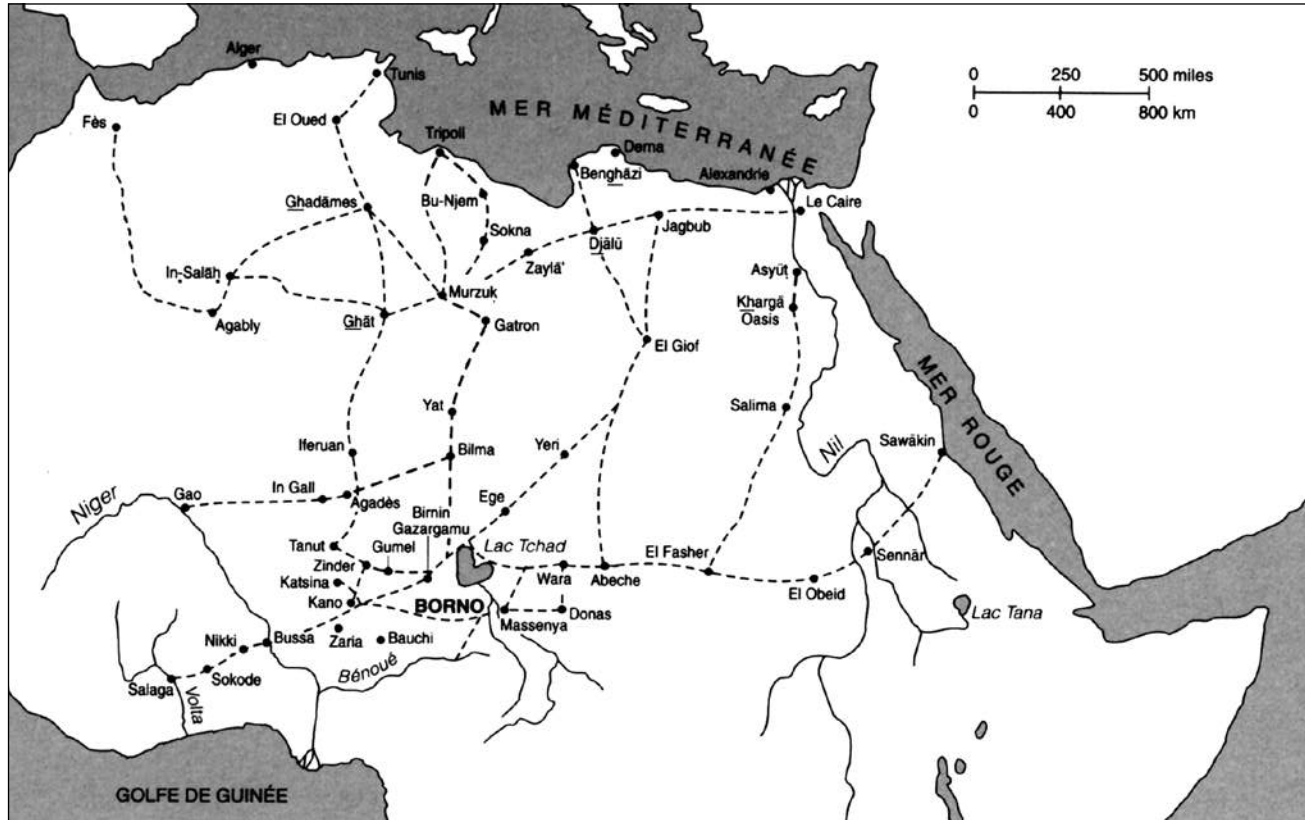 Alger
Tunis
0 250 500 miles
0 400 800 km
MER MÉDITERRANÉE
Fès
El Oued
Tripoli
Derna
Benghāzi
Alexandrie
Bu-Njem
Le Caire
Ghadāmes
Jagbub
Sokna
Djālū
Zaylā'
In-Salāḥ
Asyūṭ
Murzuk
Khargā
Oasis
Agably
Ghāt
Gatron
El Giof
MER ROUGE
Yat
Salima
Iferuan
Bilma
Yeri
Nil
Sawākin
Niger
Gao
In Gall
Agadès
Ege
Birnin
Gazargamu
Tanut
Gumel
Lac Tchad
El Fasher
Sennār
Zinder
Wara
Abeche
Katsina
El Obeid
Kano
BORNO
Massenya
Donas
Lac Tana
Nikki
Bussa
Zaria
Bauchi
Bénoué
Salaga
Sokode
Volta
GOLFE DE GUINÉE